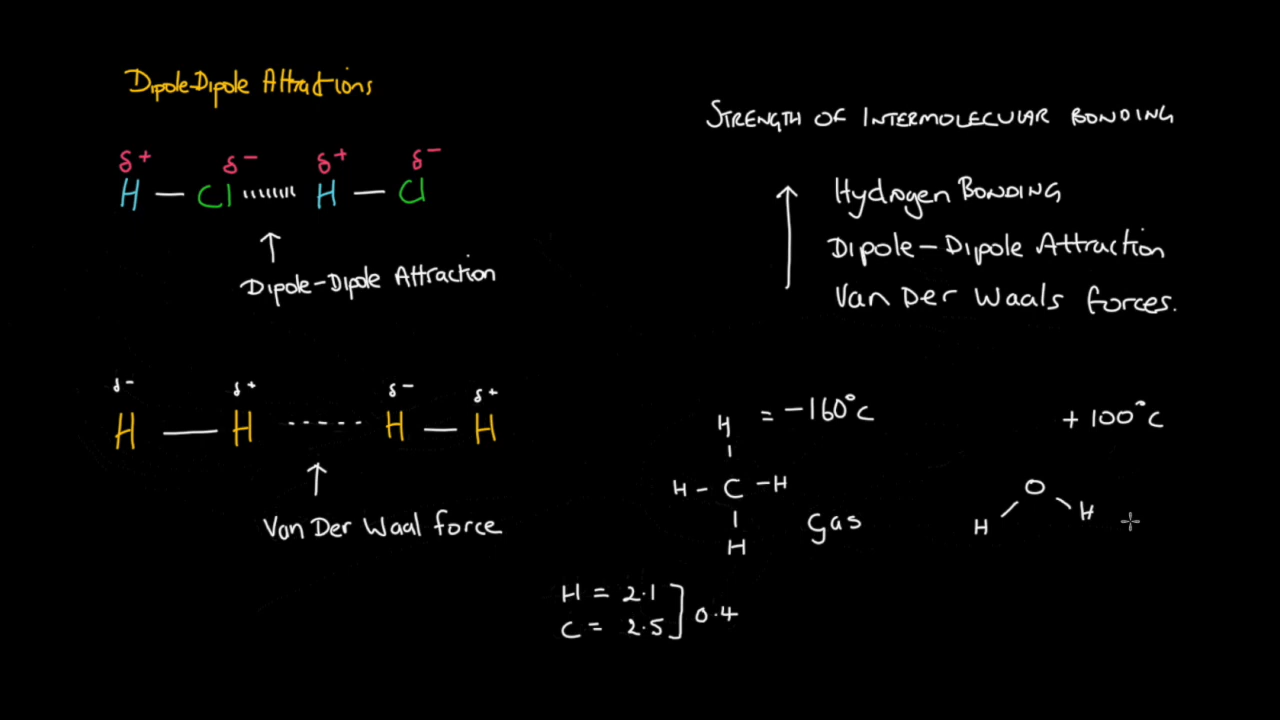 Dipole-Dipole Attractions
δ+ δ- δ+ δ-
H — Cl ıııııııı H — Cl
↑
Dipole-Dipole Attraction
δ- δ+ δ- δ+
H — H ----- H — H
↑
Van Der Waal force
STRENGTH OF INTERMOLECULAR BONDING
Hydrogen BONDING
Dipole-Dipole Attraction
Van Der Waals forces.
H = -160°C
H - C - H
H
Gas
H = 2.1
C = 2.5
0.4
+ 100°C
O
H H